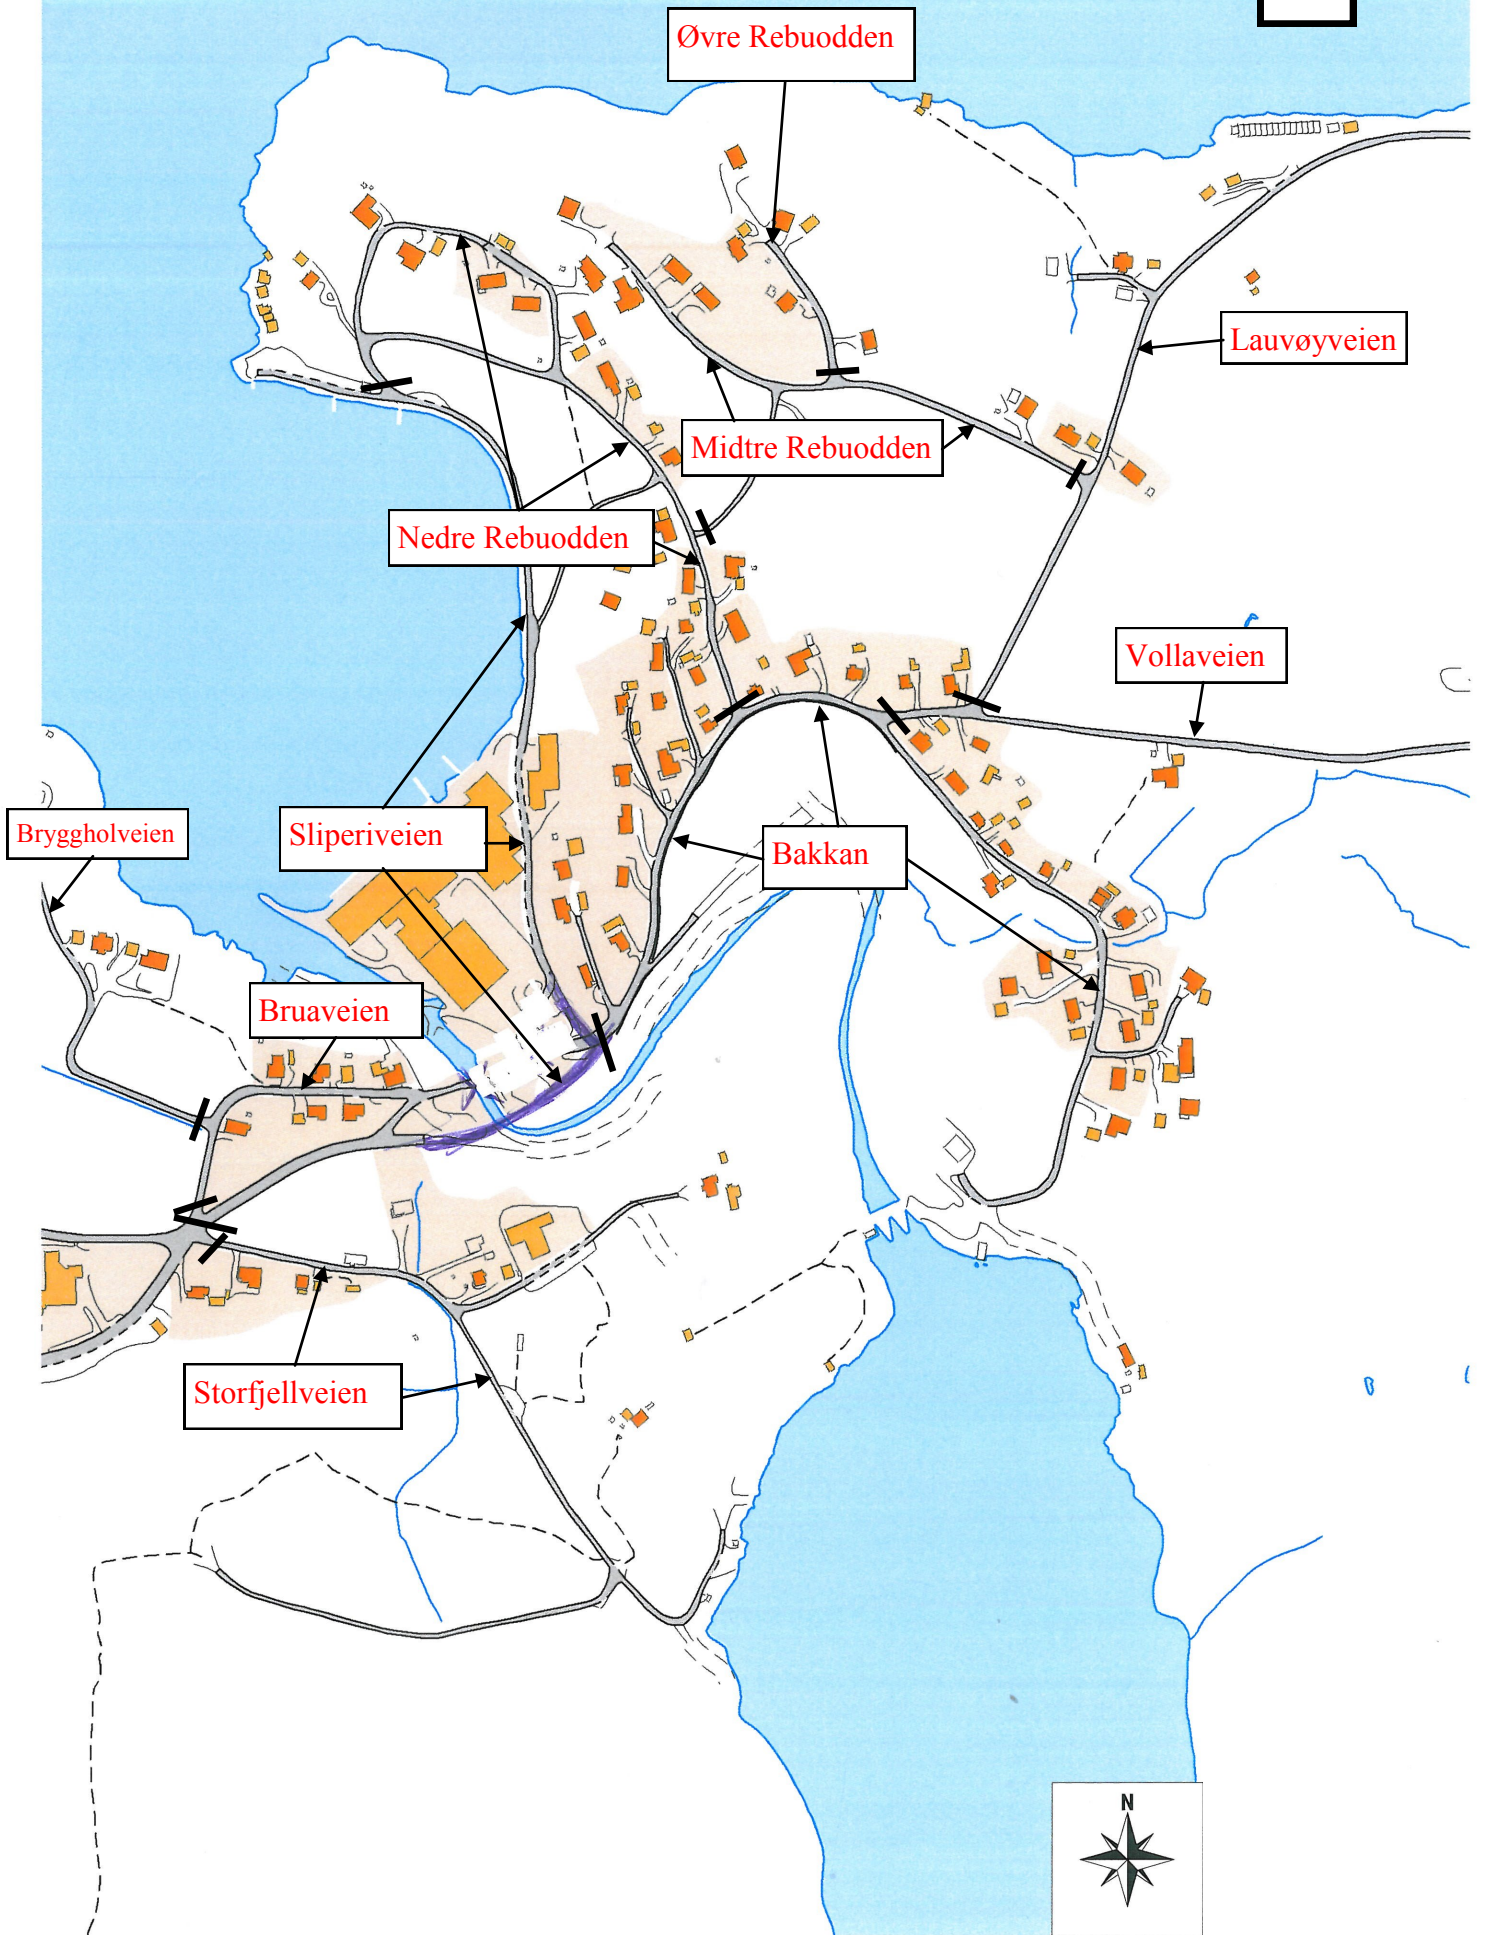 Øvre Rebuodden
Lauvøyveien
Midtre Rebuodden
Nedre Rebuodden
Vollaveien
Bryggholveien
Sliperiveien
Bakkan
Bruaveien
Storfjellveien
N